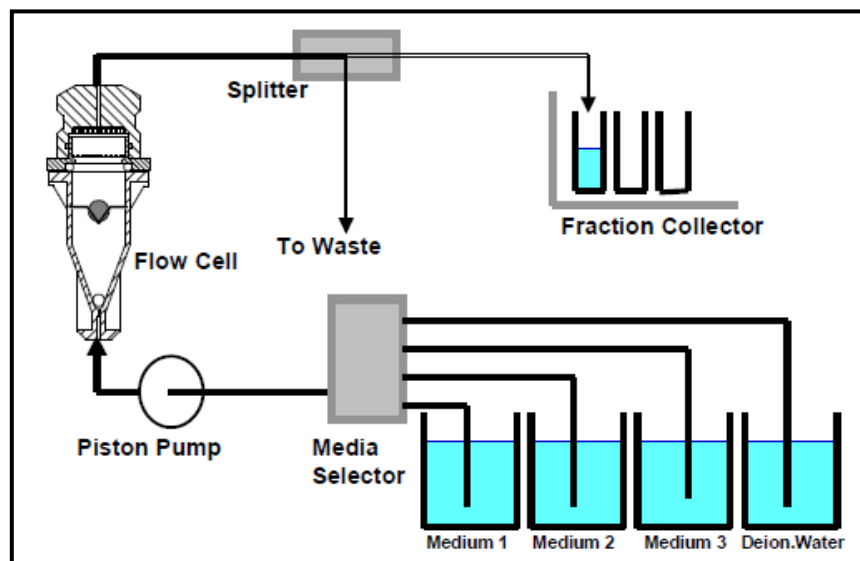 Splitter
Flow Cell
To Waste
Fraction Collector
Piston Pump
Media
Selector
Medium 1
Medium 2
Medium 3
Deion.Water